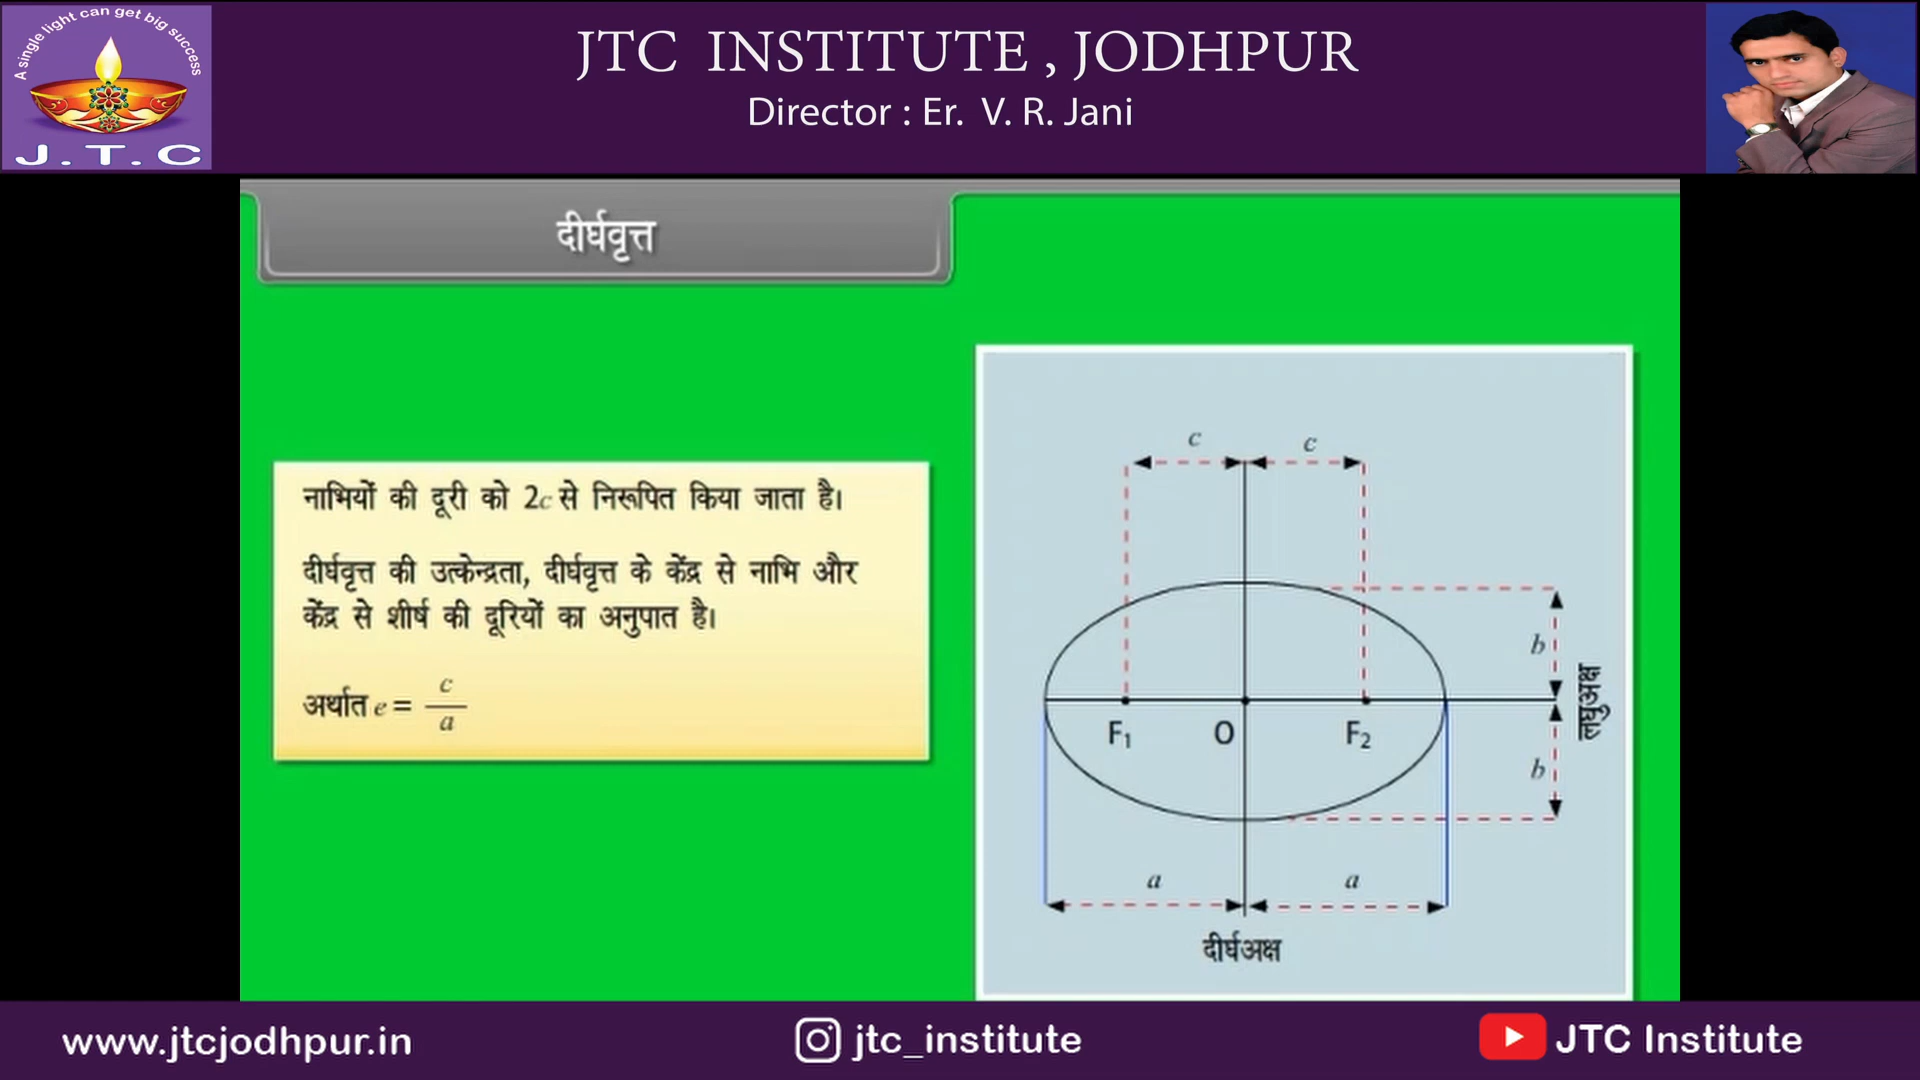 A single light can get big success
J.T.C
JTC INSTITUTE , JODHPUR
Director : Er. V. R. Jani
दीर्घवृत्त
नाभियों की दूरी को 2c से निरूपित किया जाता है।
दीर्घवृत्त की उत्केन्द्रता, दीर्घवृत्त के केंद्र से नाभि और
केंद्र से शीर्ष की दूरियों का अनुपात है।
अर्थात e = c/a
c c
b
लघुअक्ष
F₁ O F₂
b
a a
दीर्घअक्ष
www.jtcjodhpur.in
jtc_institute
JTC Institute